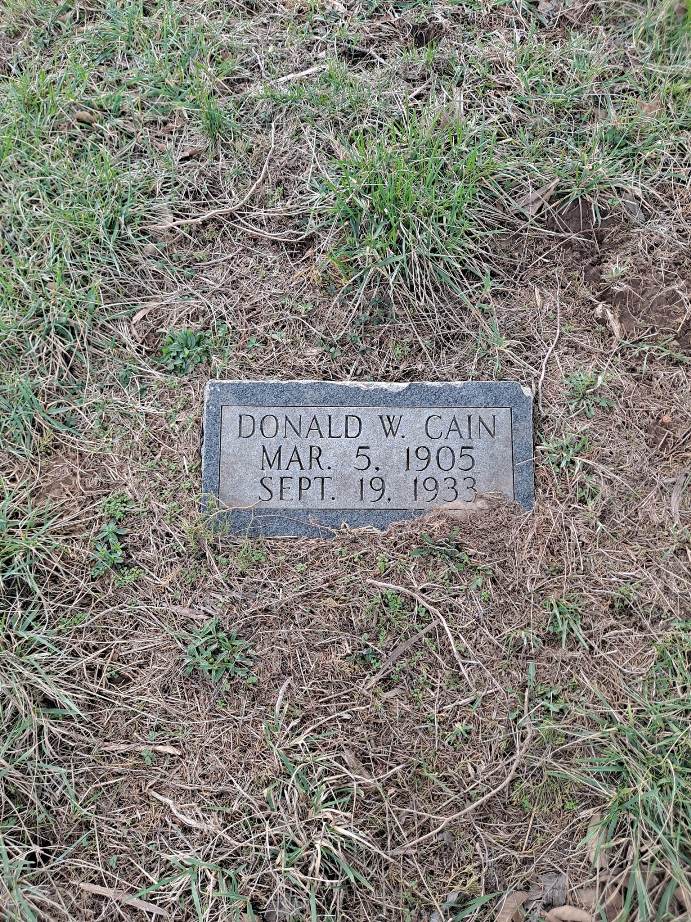 DONALD W. CAIN
MAR. 5, 1905
SEPT. 19, 1933